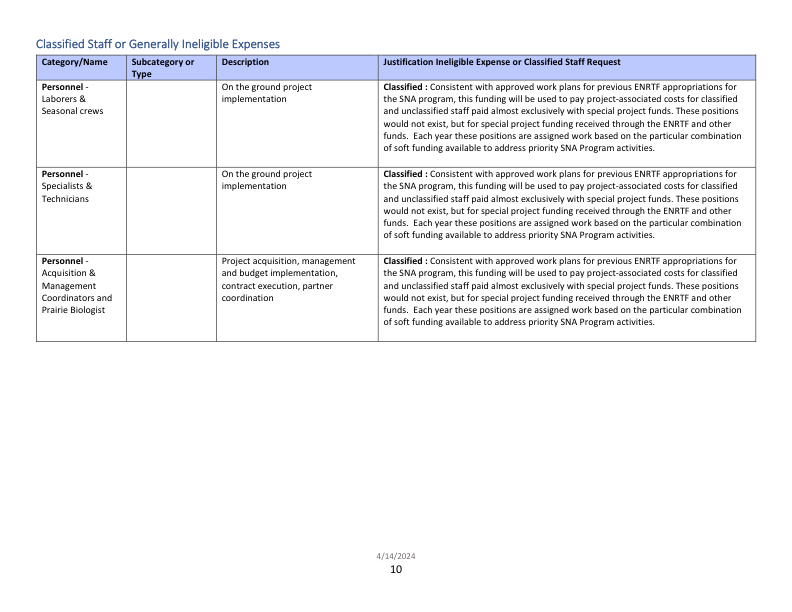 Classified Staff or Generally Ineligible Expenses
Category/Name
Subcategory or
Type
Description
Justification Ineligible Expense or Classified Staff Request
Personnel -
Laborers &
Seasonal crews
On the ground project
implementation
Classified : Consistent with approved work plans for previous ENRTF appropriations for
the SNA program, this funding will be used to pay project-associated costs for classified
and unclassified staff paid almost exclusively with special project funds. These positions
would not exist, but for special project funding received through the ENRTF and other
funds.  Each year these positions are assigned work based on the particular combination
of soft funding available to address priority SNA Program activities.
Personnel -
Specialists &
Technicians
On the ground project
implementation
Classified : Consistent with approved work plans for previous ENRTF appropriations for
the SNA program, this funding will be used to pay project-associated costs for classified
and unclassified staff paid almost exclusively with special project funds. These positions
would not exist, but for special project funding received through the ENRTF and other
funds.  Each year these positions are assigned work based on the particular combination
of soft funding available to address priority SNA Program activities.
Personnel -
Acquisition &
Management
Coordinators and
Prairie Biologist
Project acquisition, management
and budget implementation,
contract execution, partner
coordination
Classified : Consistent with approved work plans for previous ENRTF appropriations for
the SNA program, this funding will be used to pay project-associated costs for classified
and unclassified staff paid almost exclusively with special project funds. These positions
would not exist, but for special project funding received through the ENRTF and other
funds.  Each year these positions are assigned work based on the particular combination
of soft funding available to address priority SNA Program activities.
4/14/2024
10